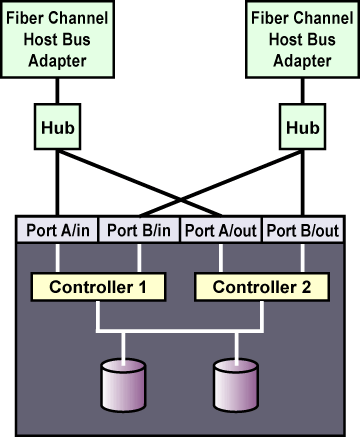 Fiber Channel
Host Bus
Adapter
Fiber Channel
Host Bus
Adapter
Hub
Hub
Port A/in
Port B/in
Port A/out
Port B/out
Controller 1
Controller 2